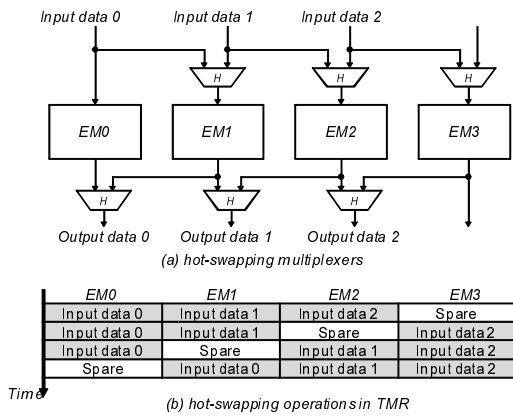 Input data 0 Input data 1 Input data 2
H H H
EM0 EM1 EM2 EM3
H H H
Output data 0 Output data 1 Output data 2
(a) hot-swapping multiplexers
EM0 EM1 EM2 EM3
Input data 0 Input data 1 Input data 2 Spare
Input data 0 Input data 1 Spare Input data 2
Input data 0 Spare Input data 1 Input data 2
Spare Input data 0 Input data 1 Input data 2
Time
(b) hot-swapping operations in TMR